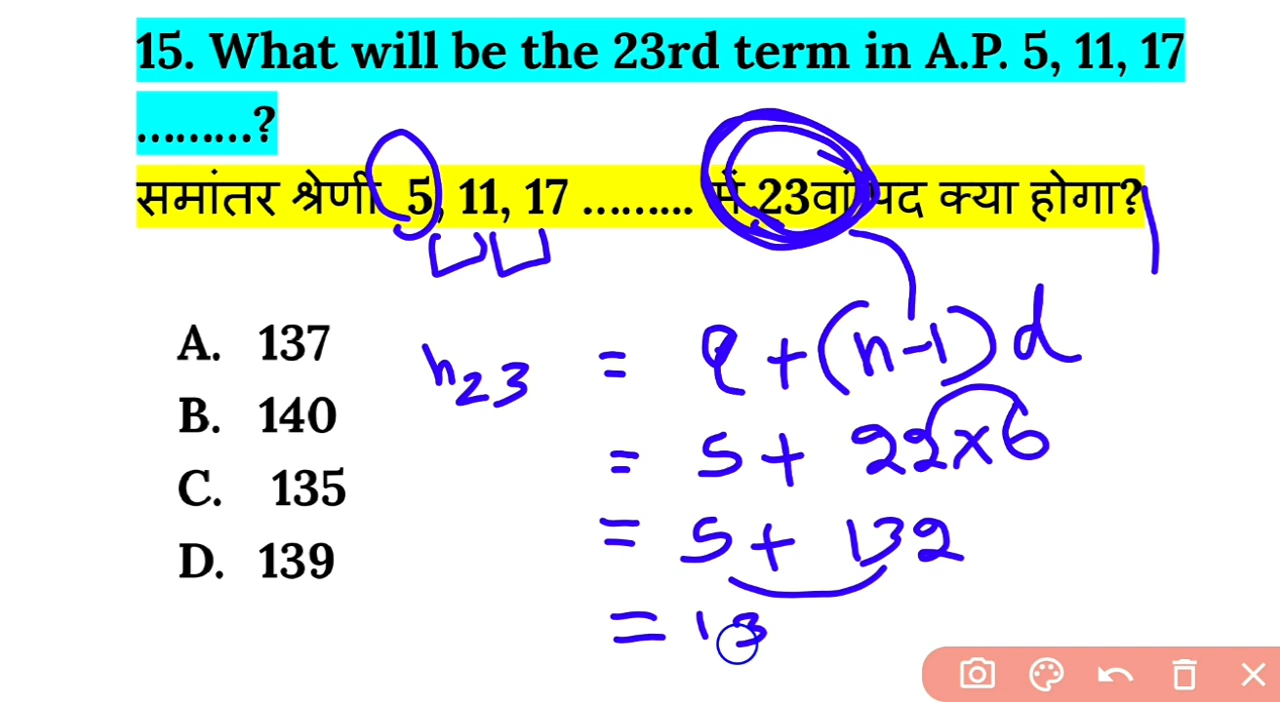 15. What will be the 23rd term in A.P. 5, 11, 17
.........?
समांतर श्रेणी 5, 11, 17 ......... में 23वां पद क्या होगा?
A. 137
B. 140
C. 135
D. 139
n23 = a + (n-1) d
= 5 + 22 × 6
= 5 + 132
= 13